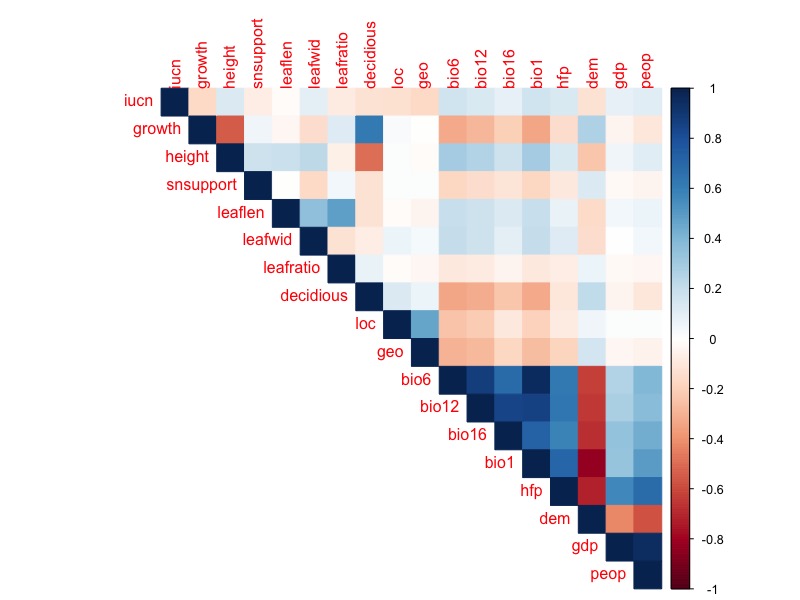 iucn
growth
height
snsupport
leaflen
leafwid
leafratio
decidious
loc
geo
bio6
bio12
bio16
bio1
hfp
dem
gdp
peop
iucn
growth
height
snsupport
leaflen
leafwid
leafratio
decidious
loc
geo
bio6
bio12
bio16
bio1
hfp
dem
gdp
peop
1
0.8
0.6
0.4
0.2
0
-0.2
-0.4
-0.6
-0.8
-1